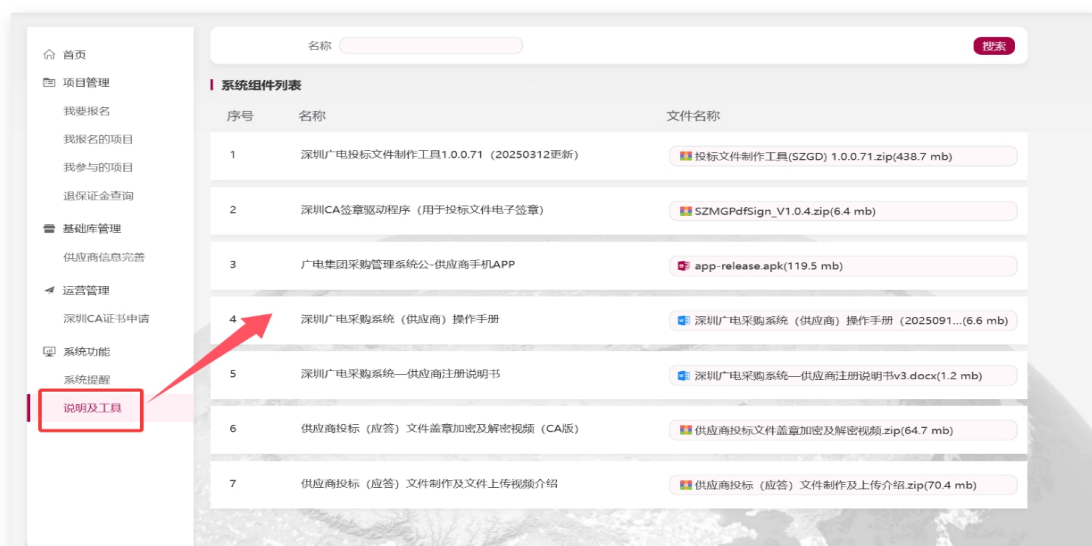 首页
项目管理
我要报名
我报名的项目
我参与的项目
退保证金查询
基础库管理
供应商信息完善
运营管理
深圳CA证书申请
系统功能
系统提醒
说明及工具
名称 搜索
系统组件列表
序号 名称 文件名称
1 深圳广电投标文件制作工具1.0.0.71（20250312更新） 投标文件制作工具(SZGD) 1.0.0.71.zip(438.7 mb)
2 深圳CA签章驱动程序（用于投标文件电子签章） SZMGPdfSign_V1.0.4.zip(6.4 mb)
3 广电集团采购管理系统公-供应商手机APP app-release.apk(119.5 mb)
4 深圳广电采购系统（供应商）操作手册 深圳广电采购系统（供应商）操作手册（2025091...(6.6 mb)
5 深圳广电采购系统—供应商注册说明书 深圳广电采购系统—供应商注册说明书v3.docx(1.2 mb)
6 供应商投标（应答）文件盖章加密及解密视频（CA版） 供应商投标文件盖章加密及解密视频.zip(64.7 mb)
7 供应商投标（应答）文件制作及文件上传视频介绍 供应商投标（应答）文件制作及上传介绍.zip(70.4 mb)